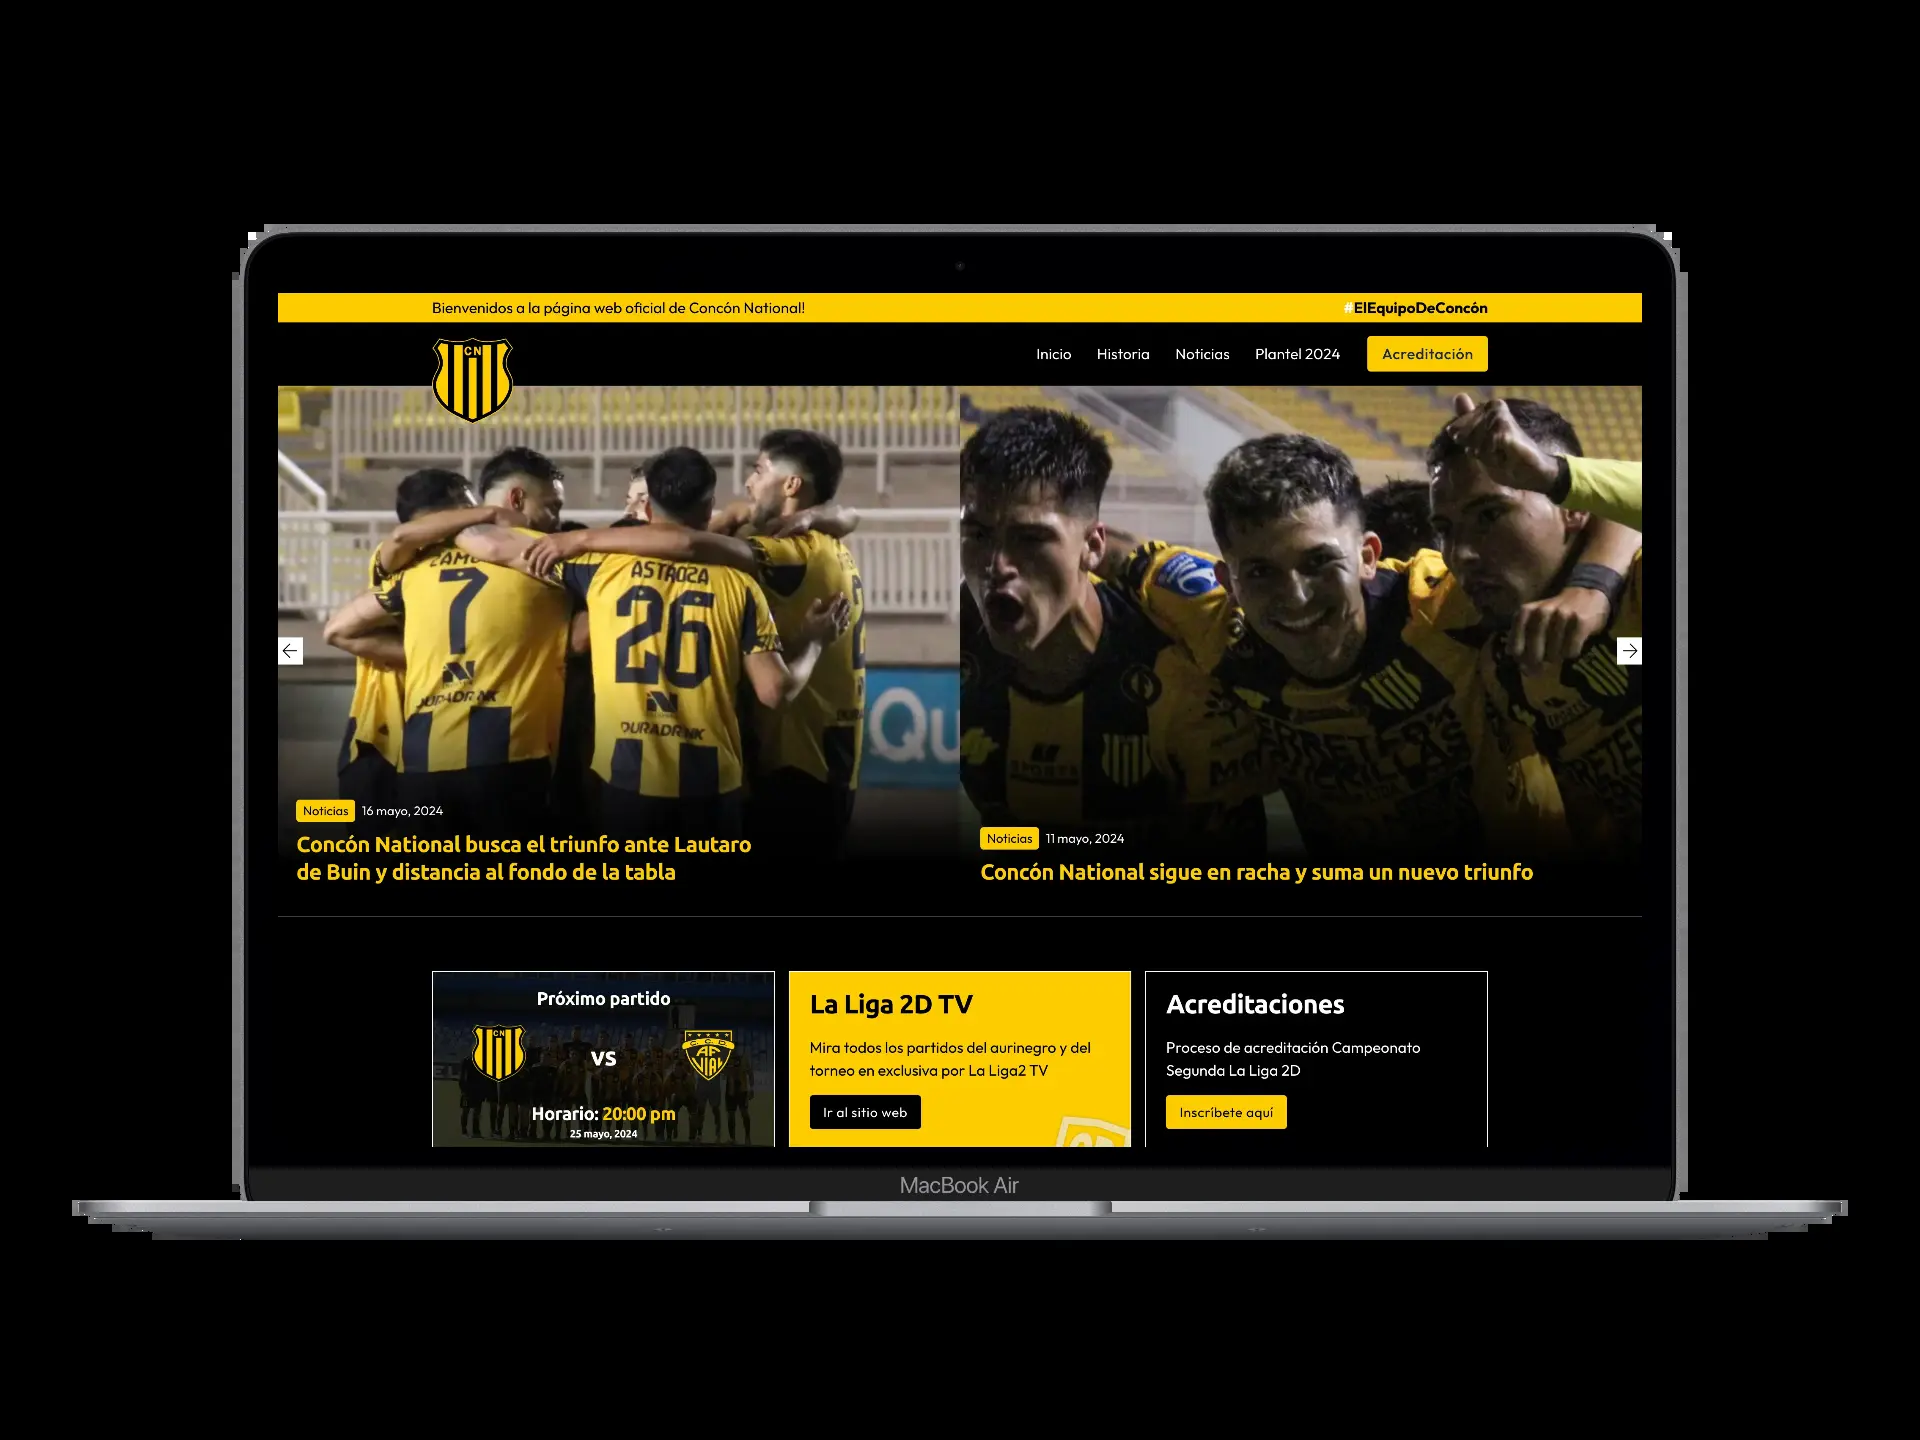 Bienvenidos a la página web oficial de Concón National!
#ElEquipoDeConcón
CN
Inicio
Historia
Noticias
Plantel 2024
Acreditación
7
DURADRINK
ASTROZA
26
DURADRINK
Qu
Noticias
16 mayo, 2024
Concón National busca el triunfo ante Lautaro
de Buin y distancia al fondo de la tabla
Noticias
11 mayo, 2024
Concón National sigue en racha y suma un nuevo triunfo
Próximo partido
CN
vs
C.C.D
AF
VIAL
Horario: 20:00 pm
25 mayo, 2024
La Liga 2D TV
Mira todos los partidos del aurinegro y del
torneo en exclusiva por La Liga2 TV
Ir al sitio web
Acreditaciones
Proceso de acreditación Campeonato
Segunda La Liga 2D
Inscríbete aquí
MacBook Air